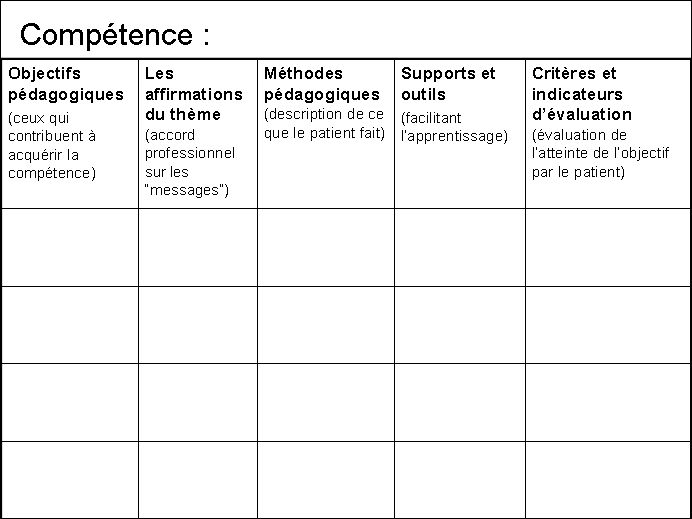 Compétence :
Objectifs
pédagogiques
(ceux qui
contribuent à
acquérir la
compétence)
Les
affirmations
du thème
(accord
professionnel
sur les
“messages”)
Méthodes
pédagogiques
(description de ce
que le patient fait)
Supports et
outils
(facilitant
l’apprentissage)
Critères et
indicateurs
d’évaluation
(évaluation de
l’atteinte de l’objectif
par le patient)